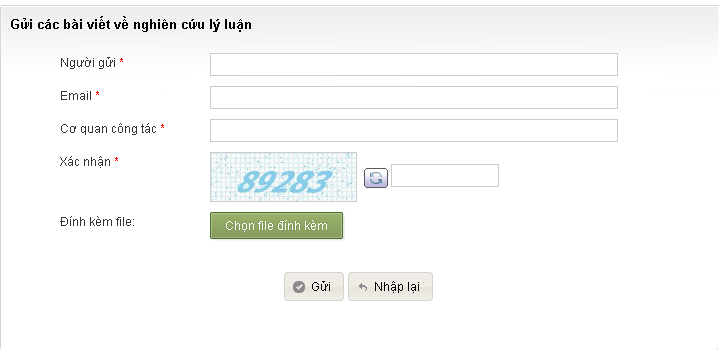 Gửi các bài viết về nghiên cứu lý luận
Người gửi *
Email *
Cơ quan công tác *
Xác nhận * 89283
Đính kèm file: Chọn file đính kèm
Gửi Nhập lại